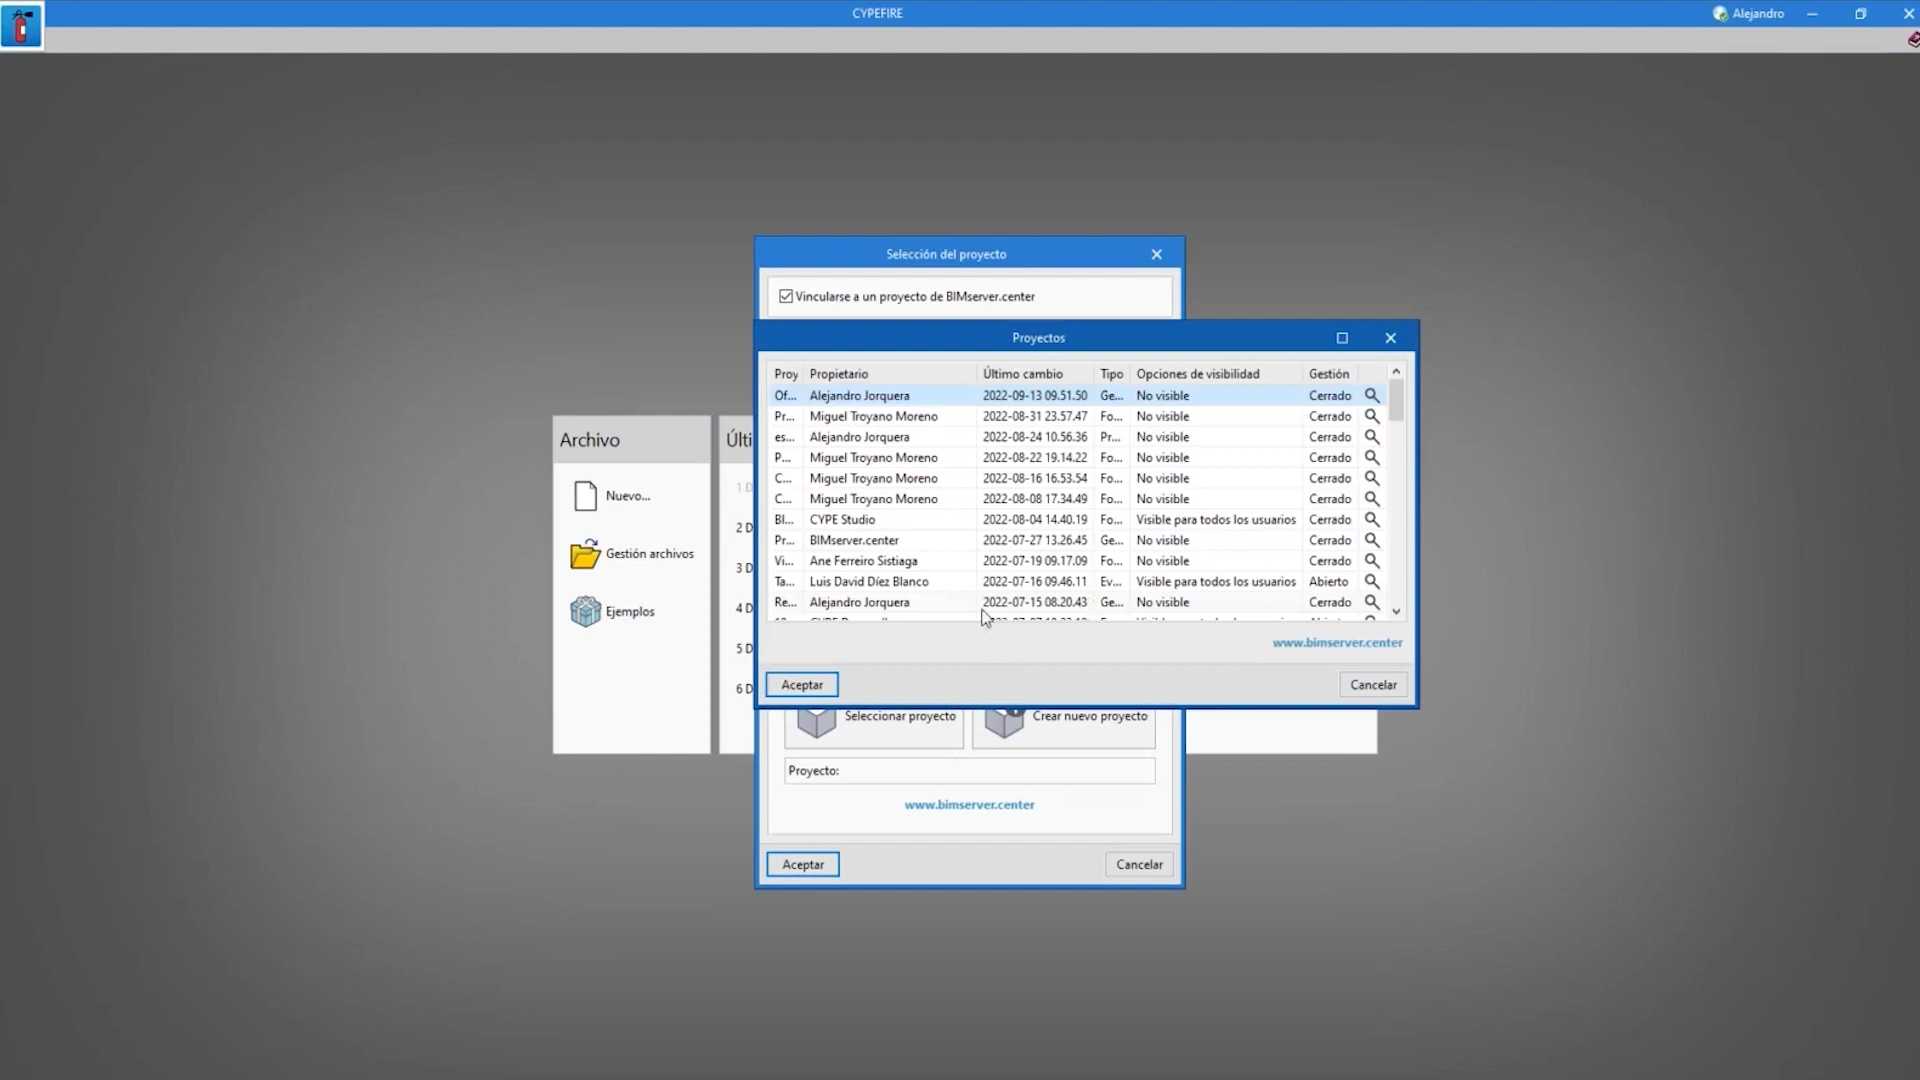 CYPEFIRE
Alejandro
Selección del proyecto
Vincularse a un proyecto de BIMserver.center
Proyectos
Proy Propietario Último cambio Tipo Opciones de visibilidad Gestión
Of... Alejandro Jorquera 2022-09-13 09.51.50 Ge... No visible Cerrado
Pr... Miguel Troyano Moreno 2022-08-31 23.57.47 Fo... No visible Cerrado
es... Alejandro Jorquera 2022-08-24 10.56.36 Pr... No visible Cerrado
P... Miguel Troyano Moreno 2022-08-22 19.14.22 Fo... No visible Cerrado
C... Miguel Troyano Moreno 2022-08-16 16.53.54 Fo... No visible Cerrado
C... Miguel Troyano Moreno 2022-08-08 17.34.49 Fo... No visible Cerrado
Bl... CYPE Studio 2022-08-04 14.40.19 Fo... Visible para todos los usuarios Cerrado
Pr... BIMserver.center 2022-07-27 13.26.45 Ge... No visible Cerrado
Vi... Ane Ferreiro Sistiaga 2022-07-19 09.17.09 Fo... No visible Cerrado
Ta... Luis David Díez Blanco 2022-07-16 09.46.11 Ev... Visible para todos los usuarios Abierto
Re... Alejandro Jorquera 2022-07-15 08.20.43 Ge... No visible Cerrado
www.bimserver.center
Aceptar
Cancelar
Archivo
Nuevo...
Gestión archivos
Ejemplos
Últi
1 D
2 D
3 D
4 D
5 D
6 D
Seleccionar proyecto
Crear nuevo proyecto
Proyecto:
www.bimserver.center
Aceptar
Cancelar